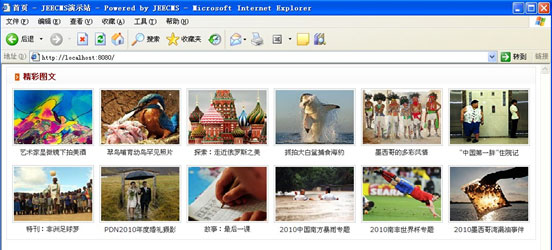 首页 - JEECMS演示站 - Powered by JEECMS - Microsoft Internet Explorer
文件(F) 编辑(E) 查看(V) 收藏(A) 工具(T) 帮助(H)
后退 搜索 收藏夹
地址(D) http://localhost:8080/ 转到 链接
精彩图文
艺术家显微镜下拍美酒 翠鸟哺育幼鸟罕见照片 探索:走近俄罗斯之美 抓拍大白鲨捕食海豹 墨西哥的多彩风情 “中国第一胖”住院记
特刊:非洲足球梦 PDN2010年度婚礼摄影 故事:最后一课 2010中国南方暴雨专题 2010南非世界杯专题 2010墨西哥湾漏油事件